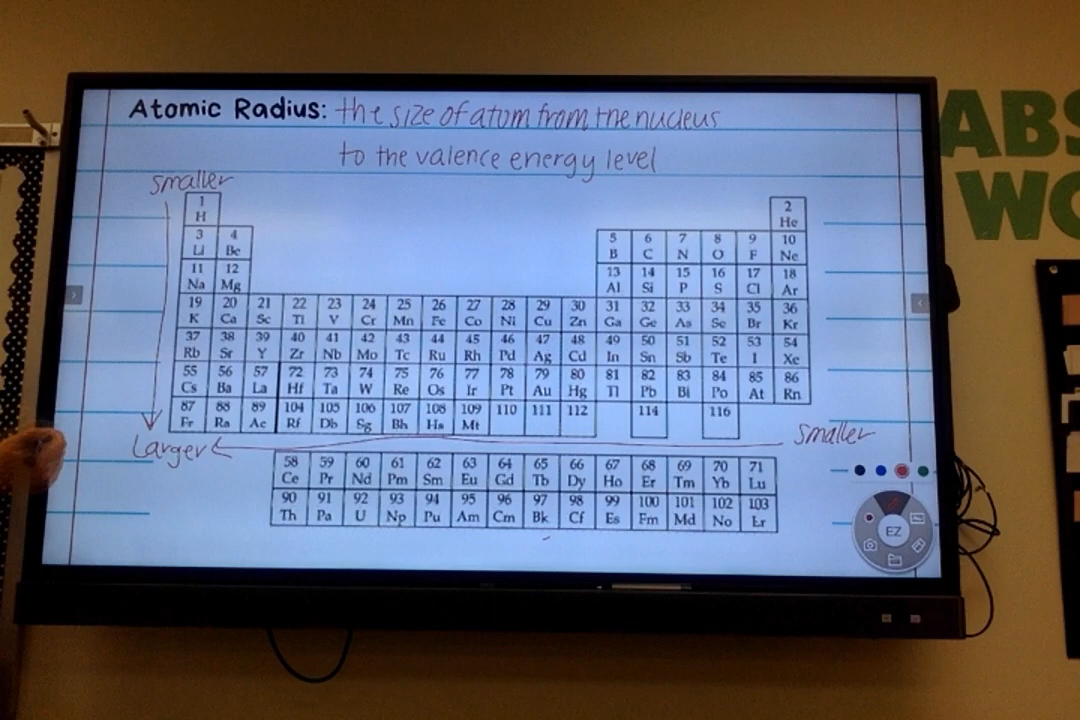 Atomic Radius: the size of atom from the nucleus
to the valence energy level
smaller
1 2
H He
3 4 5 6 7 8 9 10
Li Be B C N O F Ne
11 12 13 14 15 16 17 18
Na Mg Al Si P S Cl Ar
19 20 21 22 23 24 25 26 27 28 29 30 31 32 33 34 35 36
K Ca Sc Ti V Cr Mn Fe Co Ni Cu Zn Ga Ge As Se Br Kr
37 38 39 40 41 42 43 44 45 46 47 48 49 50 51 52 53 54
Rb Sr Y Zr Nb Mo Tc Ru Rh Pd Ag Cd In Sn Sb Te I Xe
55 56 57 72 73 74 75 76 77 78 79 80 81 82 83 84 85 86
Cs Ba La Hf Ta W Re Os Ir Pt Au Hg Tl Pb Bi Po At Rn
87 88 89 104 105 106 107 108 109 110 111 112 114 116
Fr Ra Ac Rf Db Sg Bh Hs Mt
Larger smaller
58 59 60 61 62 63 64 65 66 67 68 69 70 71
Ce Pr Nd Pm Sm Eu Gd Tb Dy Ho Er Tm Yb Lu
90 91 92 93 94 95 96 97 98 99 100 101 102 103
Th Pa U Np Pu Am Cm Bk Cf Es Fm Md No Lr
EZ
ABS
WO